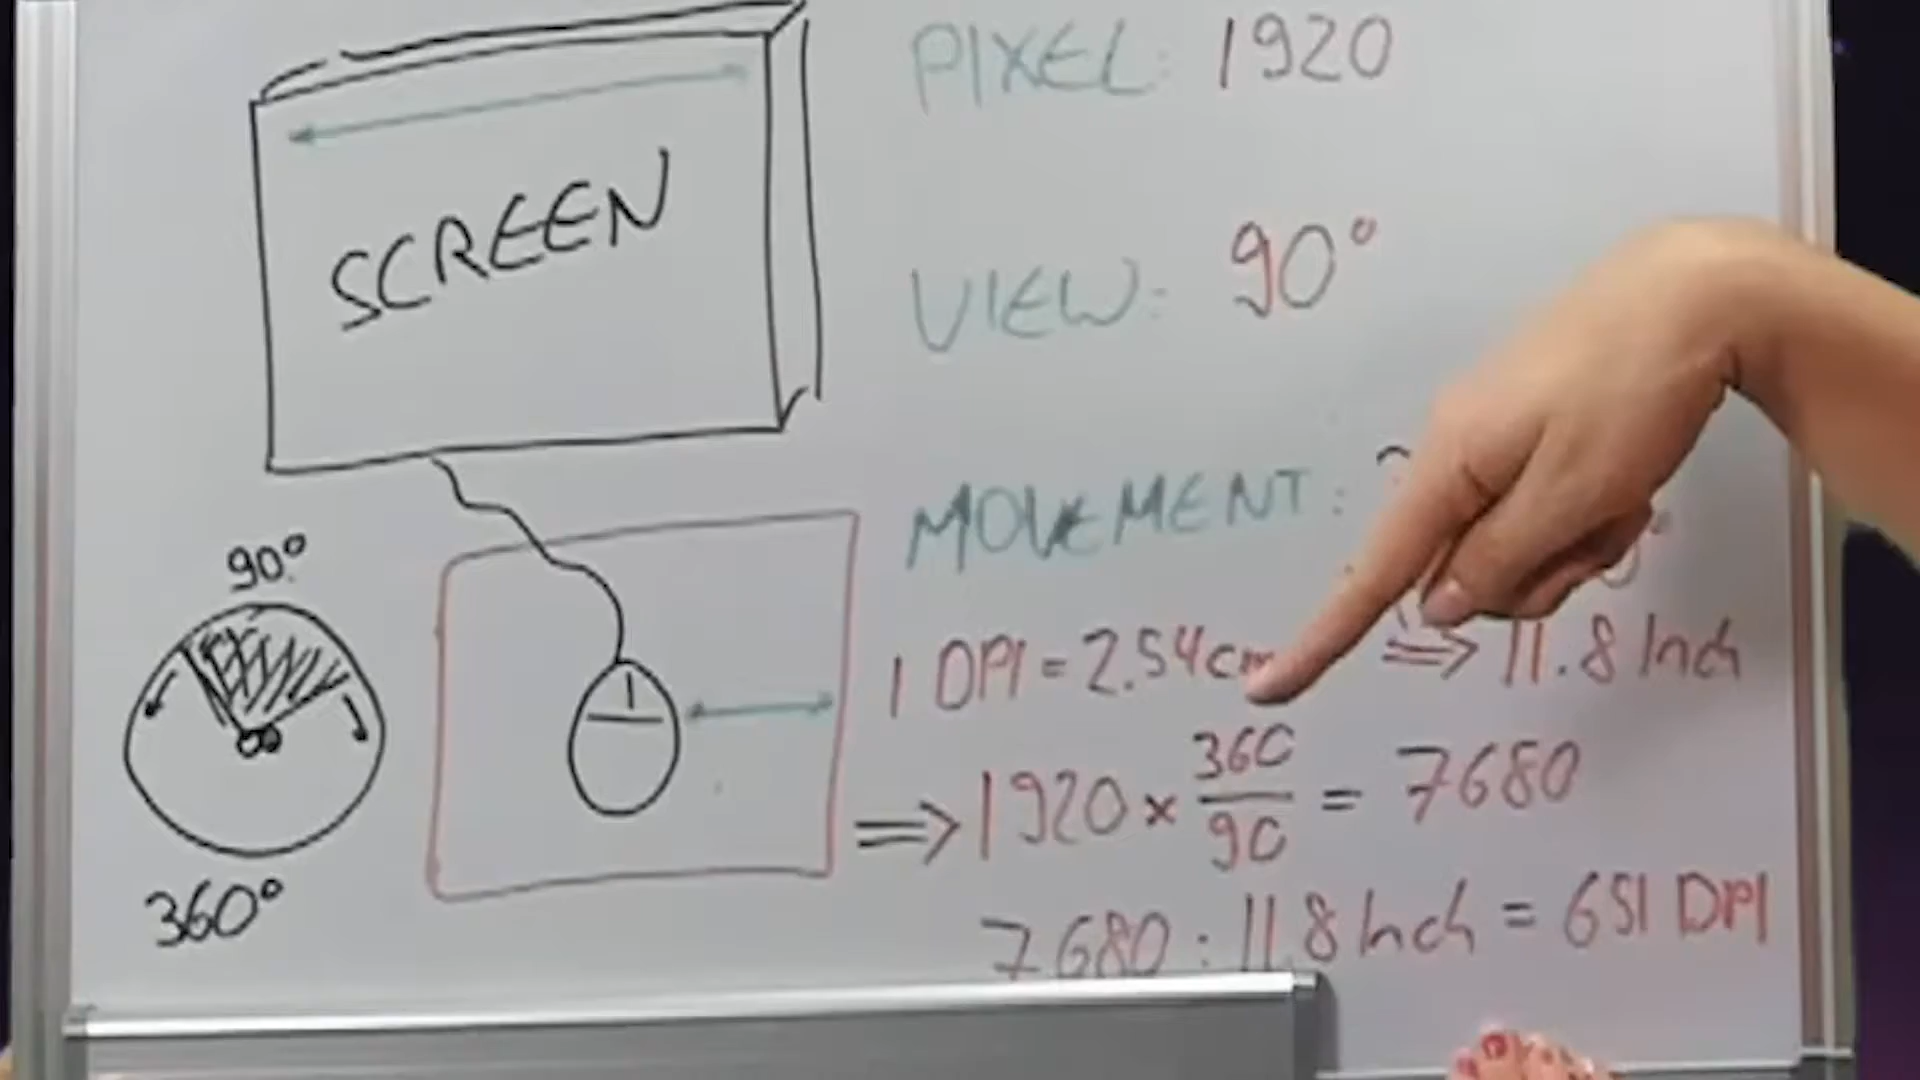 PIXEL: 1920
SCREEN
VIEW: 90°
MOVEMENT:
90°
360°
1 DPI = 2.54cm => 11.8 Inch
=> 1920 × 360/90 = 7680
7680 : 11.8 Inch = 651 DPI